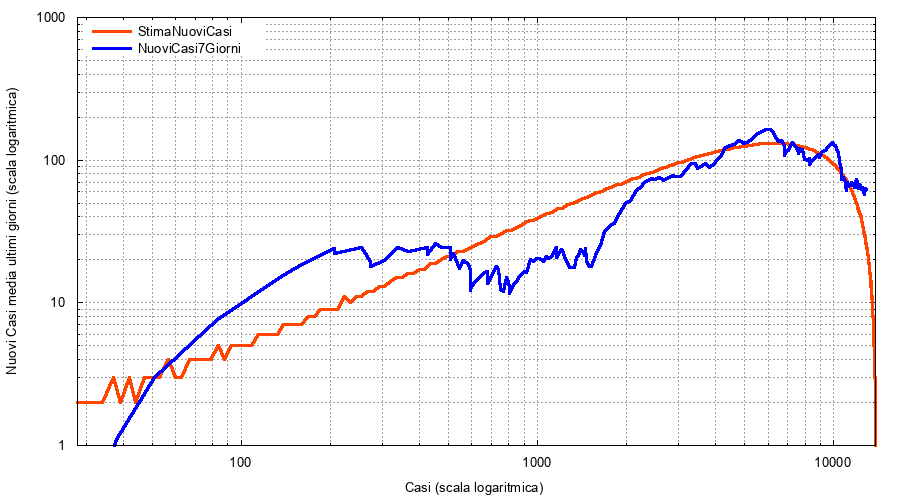 1000
StimaNuoviCasi
NuoviCasi7Giorni
100
10
1
100
1000
10000
Nuovi Casi media ultimi giorni (scala logaritmica)
Casi (scala logaritmica)